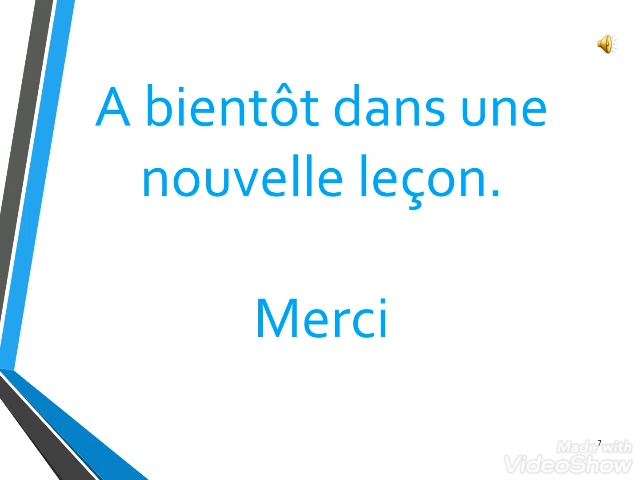 A bientôt dans une
nouvelle leçon.
Merci
7
Made with
VideoShow